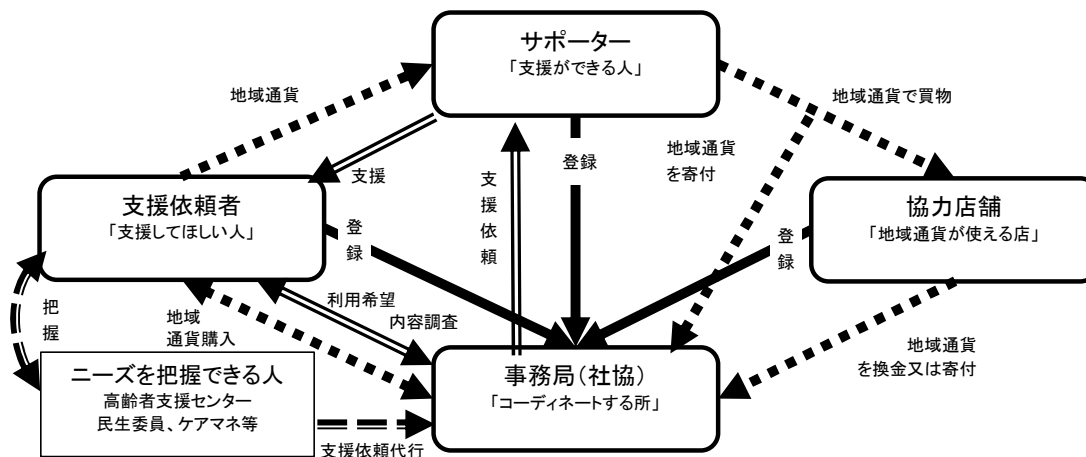 サポーター
「支援ができる人」
地域通貨
地域通貨で買物
支援
登録
地域通貨
を寄付
支援依頼
支援依頼者
「支援してほしい人」
協力店舗
「地域通貨が使える店」
登録
登録
把握
利用希望
内容調査
地域
通貨購入
地域通貨
を換金又は寄付
ニーズを把握できる人
高齢者支援センター
民生委員、ケアマネ等
事務局（社協）
「コーディネートする所」
支援依頼代行